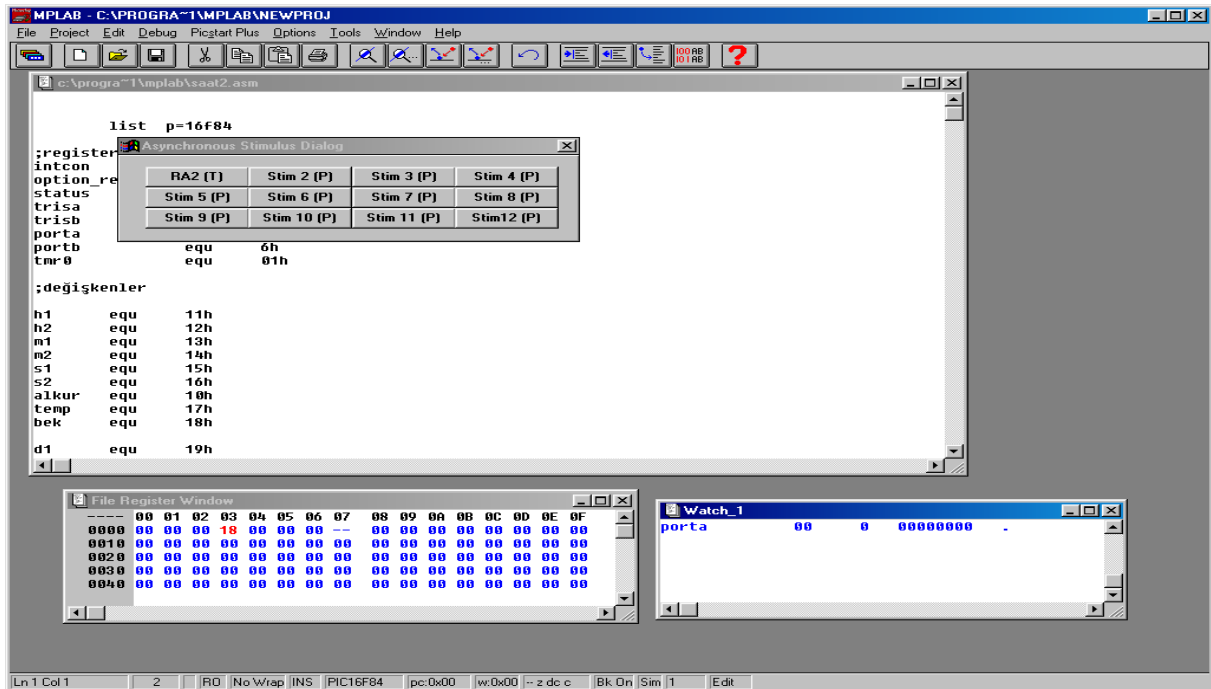 MPLAB - C:\PROGRA~1\MPLAB\NEWPROJ
File Project Edit Debug Picstart Plus Options Tools Window Help
c:\progra~1\mplab\saat2.asm
list p=16f84
;register
intcon
option_re
status
trisa
trisb
porta
portb equ 6h
tmr0 equ 01h
;değişkenler
h1 equ 11h
h2 equ 12h
m1 equ 13h
m2 equ 14h
s1 equ 15h
s2 equ 16h
alkur equ 10h
temp equ 17h
bek equ 18h
d1 equ 19h
Asynchronous Stimulus Dialog
RA2 (T) Stim 2 (P) Stim 3 (P) Stim 4 (P)
Stim 5 (P) Stim 6 (P) Stim 7 (P) Stim 8 (P)
Stim 9 (P) Stim 10 (P) Stim 11 (P) Stim12 (P)
File Register Window
---- 00 01 02 03 04 05 06 07 08 09 0A 0B 0C 0D 0E 0F
0000 00 00 00 18 00 00 00 -- 00 00 00 00 00 00 00 00
0010 00 00 00 00 00 00 00 00 00 00 00 00 00 00 00 00
0020 00 00 00 00 00 00 00 00 00 00 00 00 00 00 00 00
0030 00 00 00 00 00 00 00 00 00 00 00 00 00 00 00 00
0040 00 00 00 00 00 00 00 00 00 00 00 00 00 00 00 00
Watch_1
porta 00 0 00000000 .
Ln 1 Col 1 2 RO No Wrap INS PIC16F84 pc:0x00 w:0x00 -- z dc c Bk On Sim 1 Edit